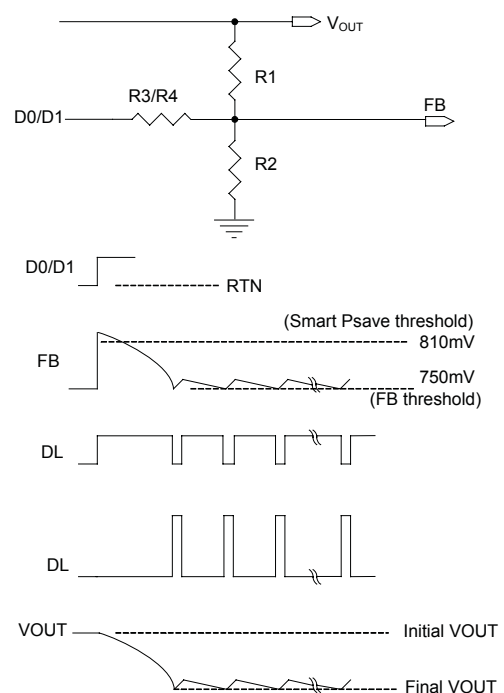 VOUT
R1
R3/R4
D0/D1
FB
R2
D0/D1
RTN
(Smart Psave threshold)
810mV
FB
750mV
(FB threshold)
DL
DL
VOUT
Initial VOUT
Final VOUT